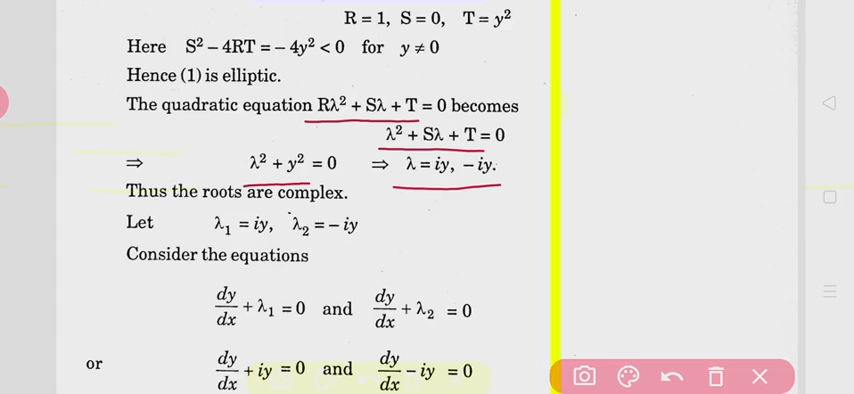 R = 1, S = 0, T = y²
Here S² – 4RT = – 4y² < 0 for y ≠ 0
Hence (1) is elliptic.
The quadratic equation Rλ² + Sλ + T = 0 becomes
λ² + Sλ + T = 0
⇒ λ² + y² = 0 ⇒ λ = iy, – iy.
Thus the roots are complex.
Let λ₁ = iy, λ₂ = – iy
Consider the equations
dy/dx + λ₁ = 0 and dy/dx + λ₂ = 0
or dy/dx + iy = 0 and dy/dx – iy = 0